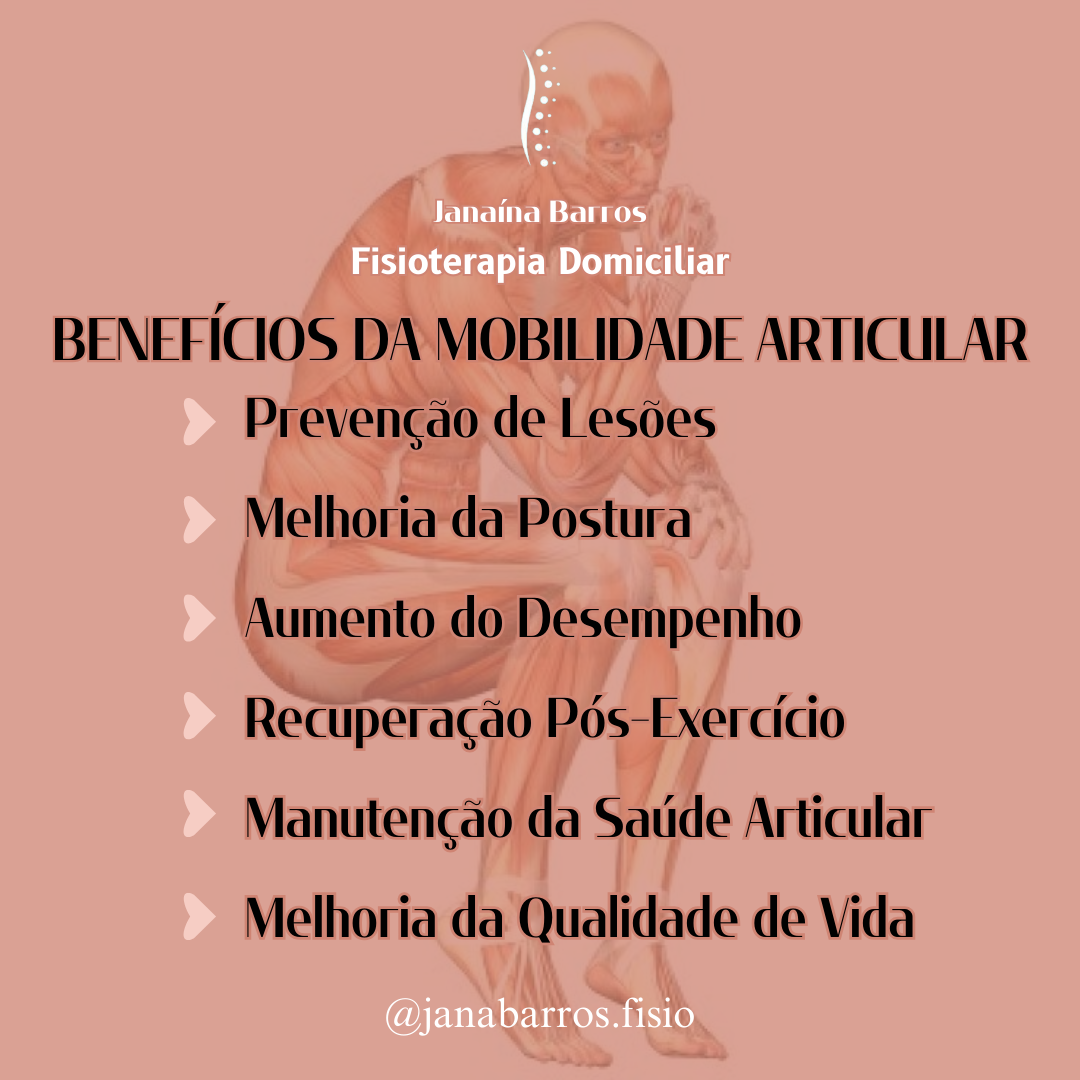 Janaína Barros
Fisioterapia Domiciliar
BENEFÍCIOS DA MOBILIDADE ARTICULAR
Prevenção de Lesões
Melhoria da Postura
Aumento do Desempenho
Recuperação Pós-Exercício
Manutenção da Saúde Articular
Melhoria da Qualidade de Vida
@janabarros.fisio